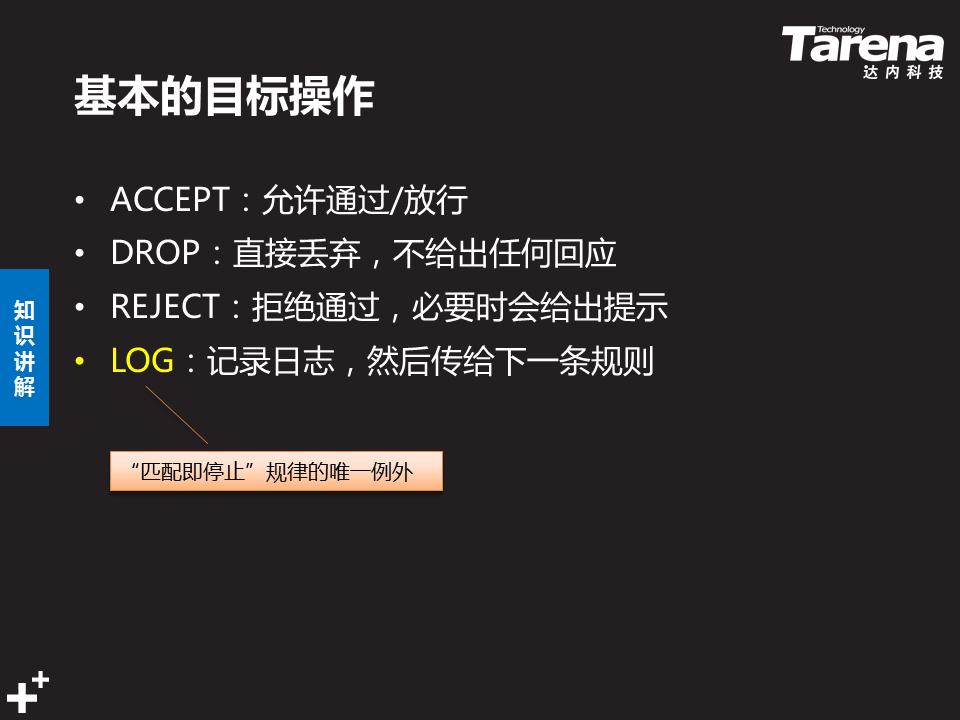 Technology
Tarena
达内科技
基本的目标操作
• ACCEPT：允许通过/放行
• DROP：直接丢弃，不给出任何回应
• REJECT：拒绝通过，必要时会给出提示
• LOG：记录日志，然后传给下一条规则
知识讲解
“匹配即停止”规律的唯一例外